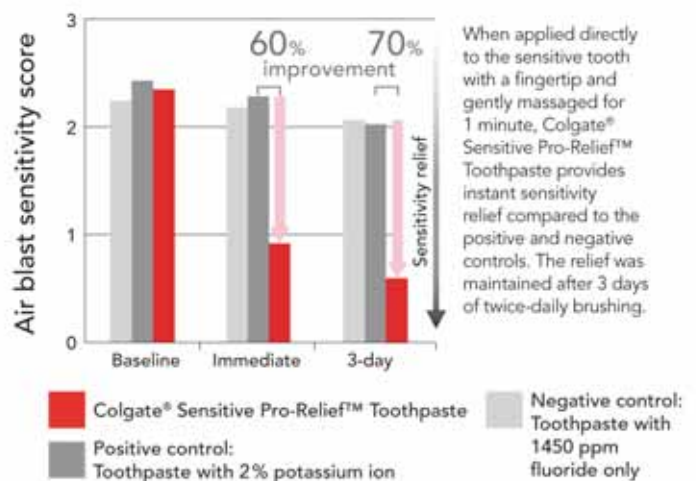 3
2
1
0
Air blast sensitivity score
60% 70%
improvement
Sensitivity relief
Baseline Immediate 3-day
When applied directly
to the sensitive tooth
with a fingertip and
gently massaged for
1 minute, Colgate®
Sensitive Pro-Relief™
Toothpaste provides
instant sensitivity
relief compared to the
positive and negative
controls. The relief was
maintained after 3 days
of twice-daily brushing.
Colgate® Sensitive Pro-Relief™ Toothpaste
Positive control:
Toothpaste with 2% potassium ion
Negative control:
Toothpaste with
1450 ppm
fluoride only